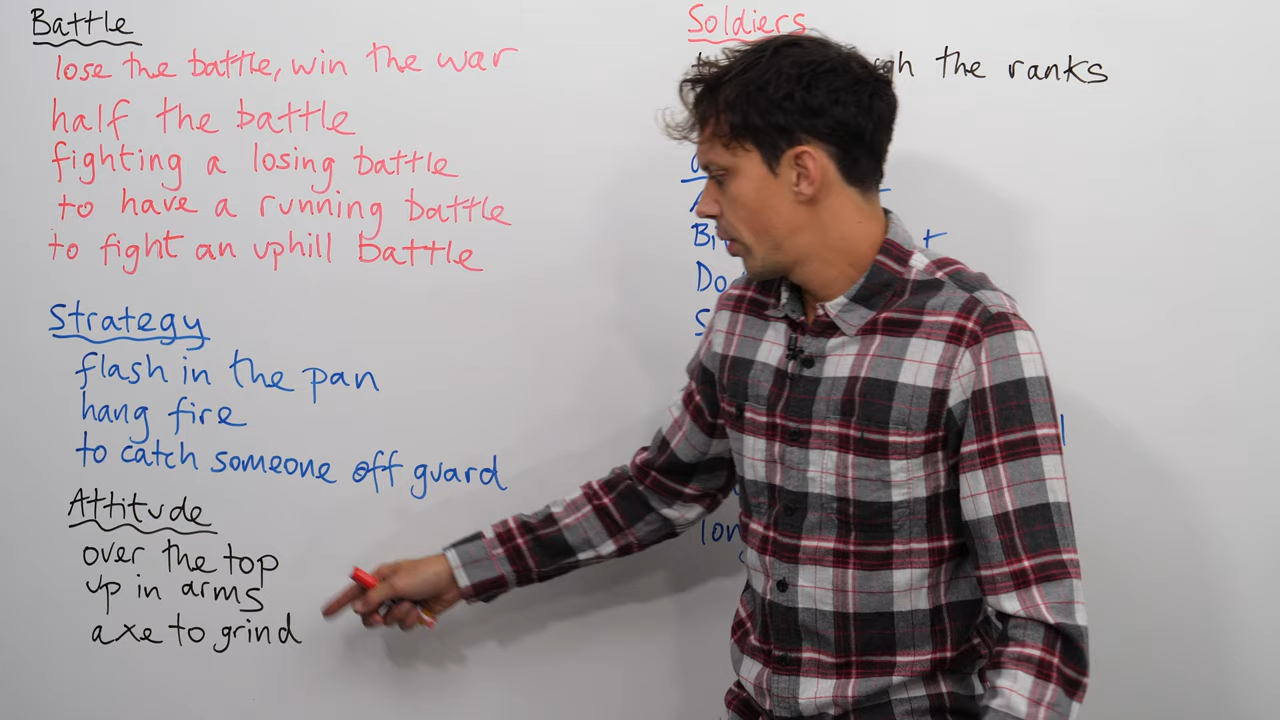 Battle
lose the battle, win the war
half the battle
fighting a losing battle
to have a running battle
to fight an uphill battle
Strategy
flash in the pan
hang fire
to catch someone off guard
Attitude
over the top
up in arms
axe to grind
Soldiers
the ranks